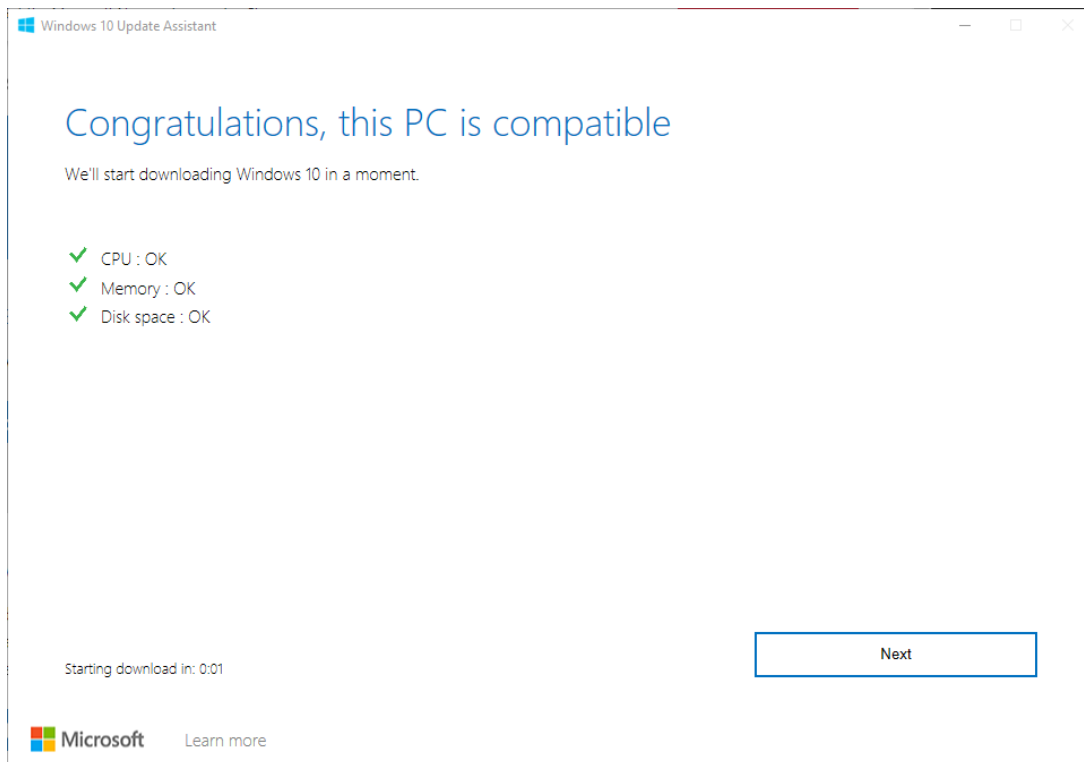 Windows 10 Update Assistant
Congratulations, this PC is compatible
We'll start downloading Windows 10 in a moment.
CPU : OK
Memory : OK
Disk space : OK
Next
Starting download in: 0:01
Microsoft Learn more